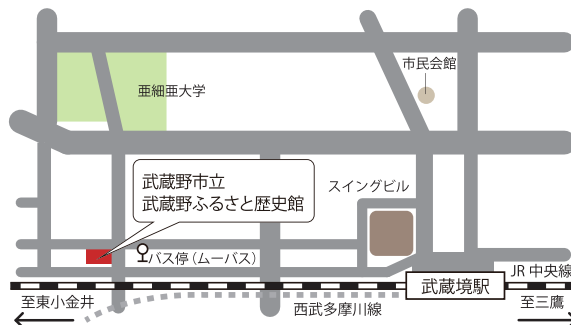 市民会館
亜細亜大学
武蔵野市立
武蔵野ふるさと歴史館
スイングビル
バス停（ムーバス）
JR中央線
武蔵境駅
至東小金井
西武多摩川線
至三鷹